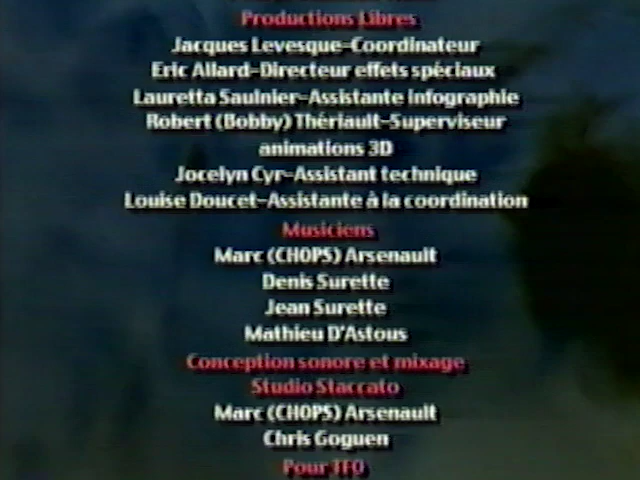 Productions Libres
Jacques Levesque-Coordinateur
Eric Allard-Directeur effets spéciaux
Lauretta Saulnier-Assistante infographie
Robert (Bobby) Thériault-Superviseur
animations 3D
Jocelyn Cyr-Assistant technique
Louise Doucet-Assistante à la coordination
Musiciens
Marc (CHOPS) Arsenault
Denis Surette
Jean Surette
Mathieu D'Astous
Conception sonore et mixage
Studio Staccato
Marc (CHOPS) Arsenault
Chris Goguen
Pour TFO